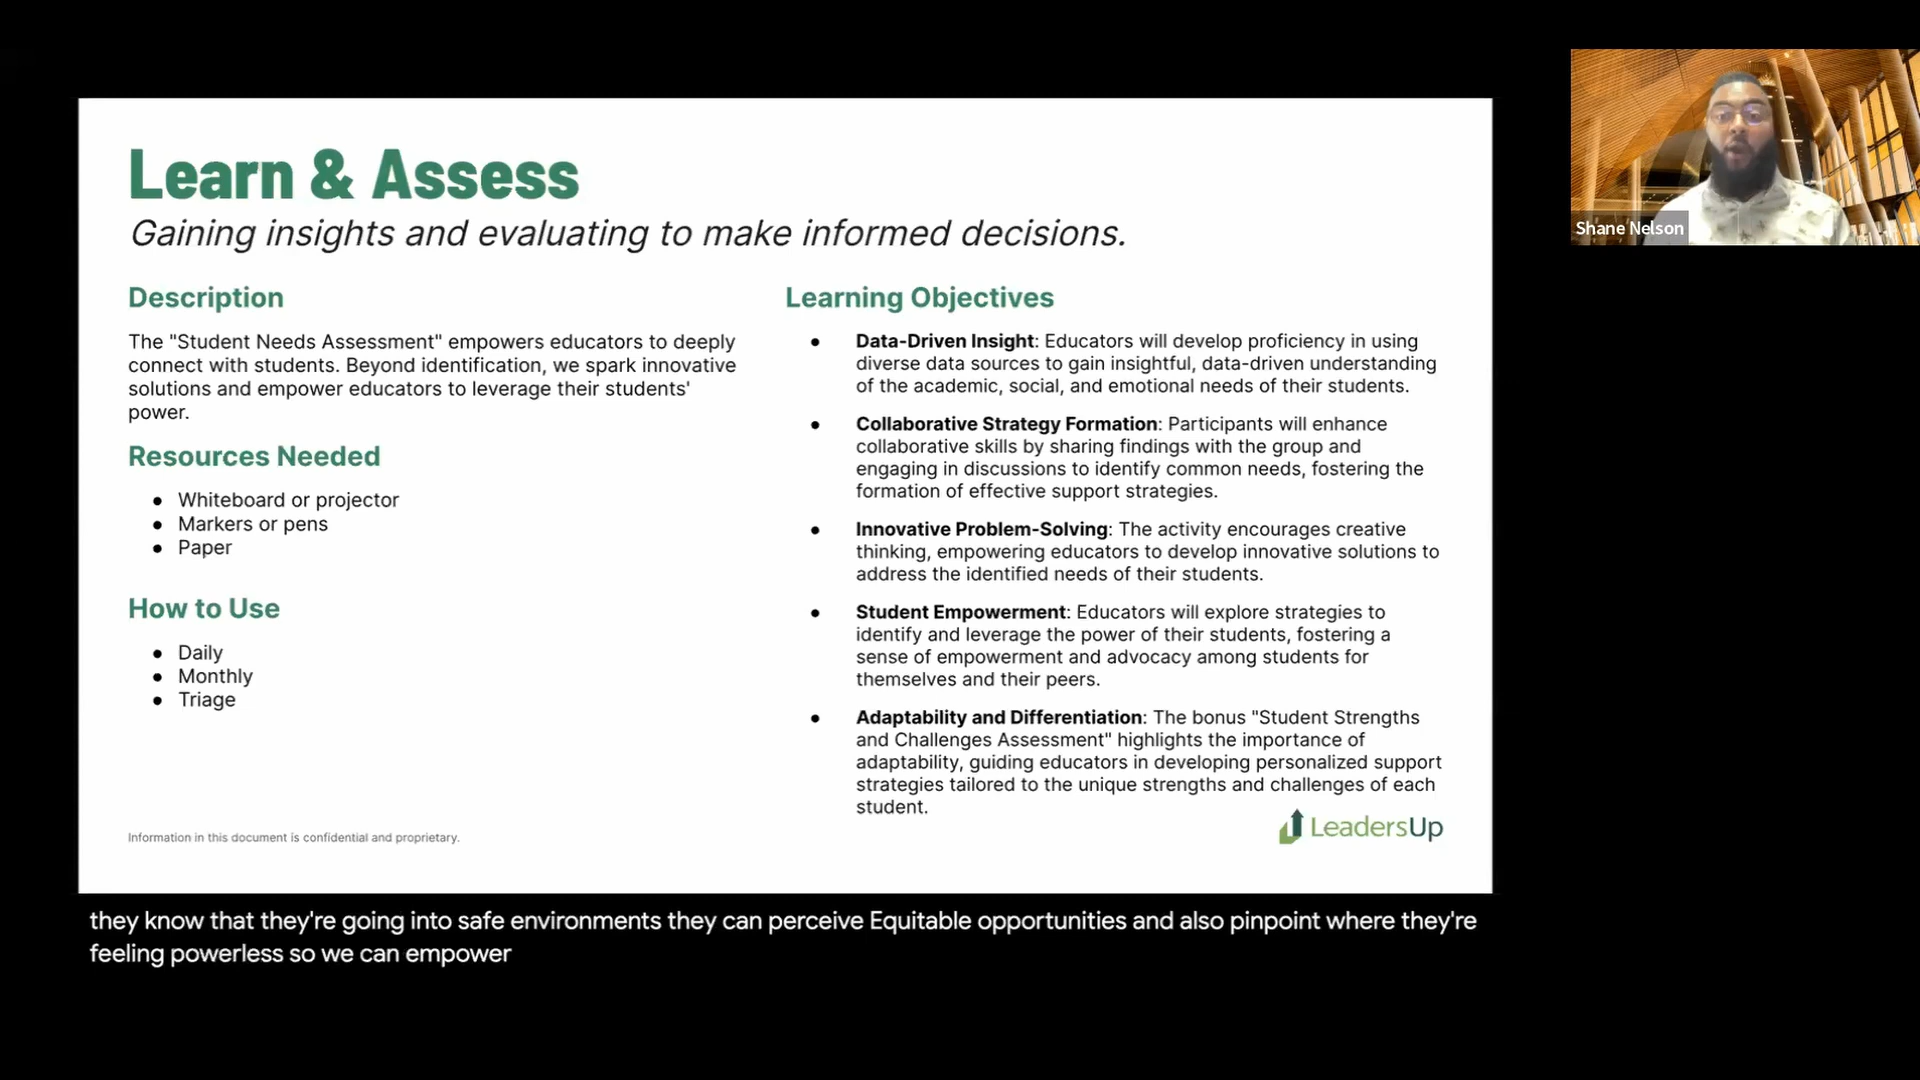 Learn & Assess
Gaining insights and evaluating to make informed decisions.
Description
The "Student Needs Assessment" empowers educators to deeply
connect with students. Beyond identification, we spark innovative
solutions and empower educators to leverage their students'
power.
Resources Needed
● Whiteboard or projector
● Markers or pens
● Paper
How to Use
● Daily
● Monthly
● Triage
Learning Objectives
● Data-Driven Insight: Educators will develop proficiency in using
diverse data sources to gain insightful, data-driven understanding
of the academic, social, and emotional needs of their students.
● Collaborative Strategy Formation: Participants will enhance
collaborative skills by sharing findings with the group and
engaging in discussions to identify common needs, fostering the
formation of effective support strategies.
● Innovative Problem-Solving: The activity encourages creative
thinking, empowering educators to develop innovative solutions to
address the identified needs of their students.
● Student Empowerment: Educators will explore strategies to
identify and leverage the power of their students, fostering a
sense of empowerment and advocacy among students for
themselves and their peers.
● Adaptability and Differentiation: The bonus "Student Strengths
and Challenges Assessment" highlights the importance of
adaptability, guiding educators in developing personalized support
strategies tailored to the unique strengths and challenges of each
student.
Information in this document is confidential and proprietary.
LeadersUp
Shane Nelson
they know that they're going into safe environments they can perceive Equitable opportunities and also pinpoint where they're
feeling powerless so we can empower